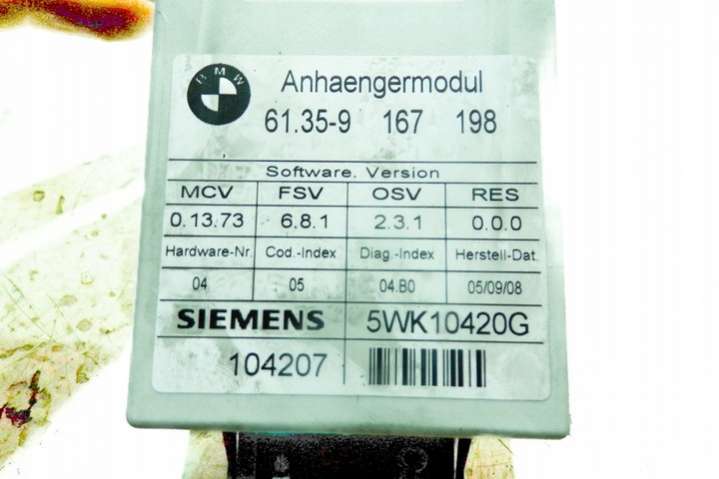 BMW
Anhaengermodul
61.35-9 167 198
Software. Version
MCV FSV OSV RES
0.13.73 6.8.1 2.3.1 0.0.0
Hardware-Nr. Cod.-Index Diag.-Index Herstell-Dat.
04 05 04.B0 05/09/08
SIEMENS 5WK10420G
104207